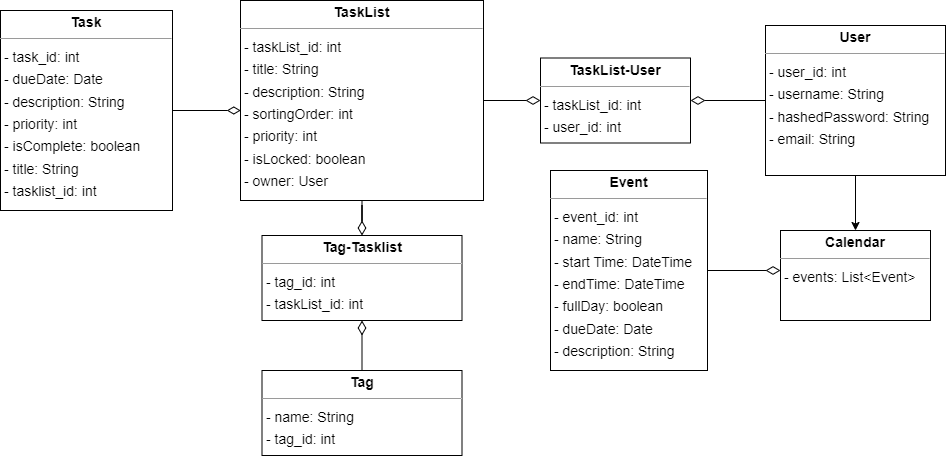 Task
- task_id: int
- dueDate: Date
- description: String
- priority: int
- isComplete: boolean
- title: String
- tasklist_id: int
TaskList
- taskList_id: int
- title: String
- description: String
- sortingOrder: int
- priority: int
- isLocked: boolean
- owner: User
TaskList-User
- taskList_id: int
- user_id: int
User
- user_id: int
- username: String
- hashedPassword: String
- email: String
Event
- event_id: int
- name: String
- start Time: DateTime
- endTime: DateTime
- fullDay: boolean
- dueDate: Date
- description: String
Calendar
- events: List<Event>
Tag-Tasklist
- tag_id: int
- taskList_id: int
Tag
- name: String
- tag_id: int